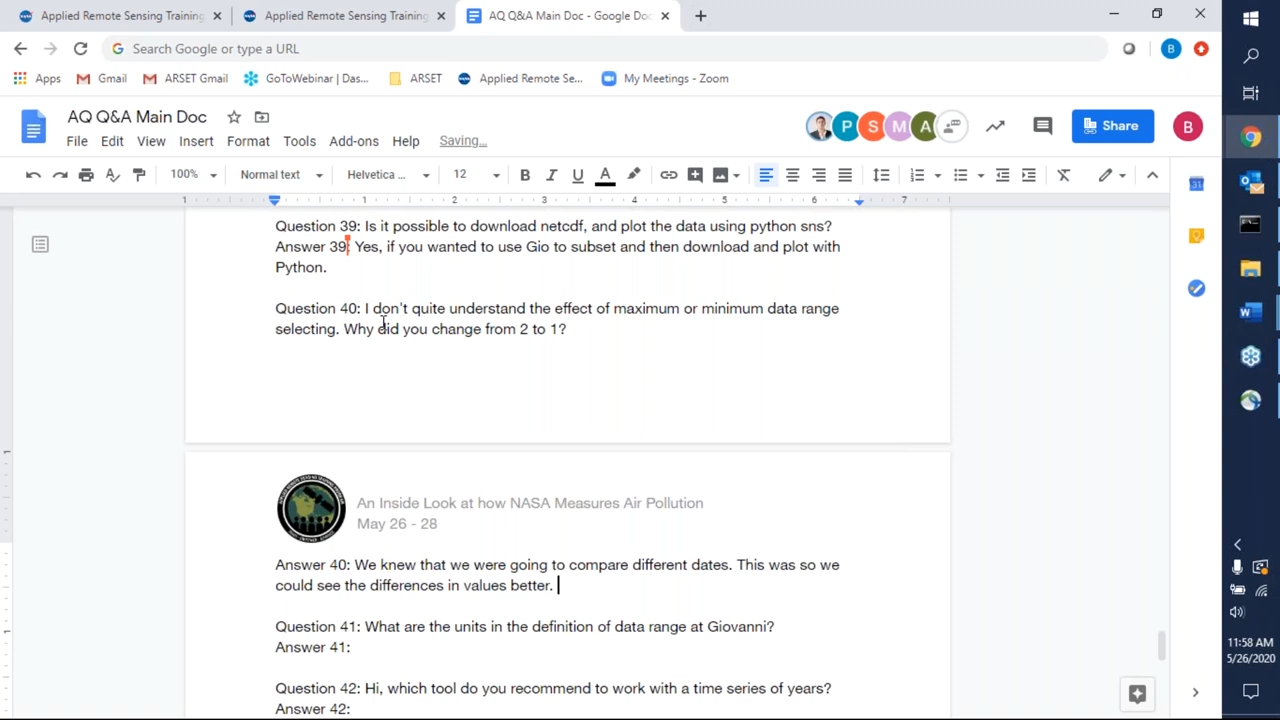 Applied Remote Sensing Training
Applied Remote Sensing Training
AQ Q&A Main Doc - Google Doc
Search Google or type a URL
Apps
Gmail
ARSET Gmail
GoToWebinar | Das...
ARSET
Applied Remote Se...
My Meetings - Zoom
AQ Q&A Main Doc
File Edit View Insert Format Tools Add-ons Help Saving...
P S M A
Share
B
100% Normal text Helvetica ... 12 B I U A
1 1 2 3 4 5 6 7
Question 39: Is it possible to download netcdf, and plot the data using python sns?
Answer 39: Yes, if you wanted to use Gio to subset and then download and plot with
Python.
Question 40: I don't quite understand the effect of maximum or minimum data range
selecting. Why did you change from 2 to 1?
An Inside Look at how NASA Measures Air Pollution
May 26 - 28
Answer 40: We knew that we were going to compare different dates. This was so we
could see the differences in values better.
Question 41: What are the units in the definition of data range at Giovanni?
Answer 41:
Question 42: Hi, which tool do you recommend to work with a time series of years?
Answer 42:
11:58 AM
5/26/2020